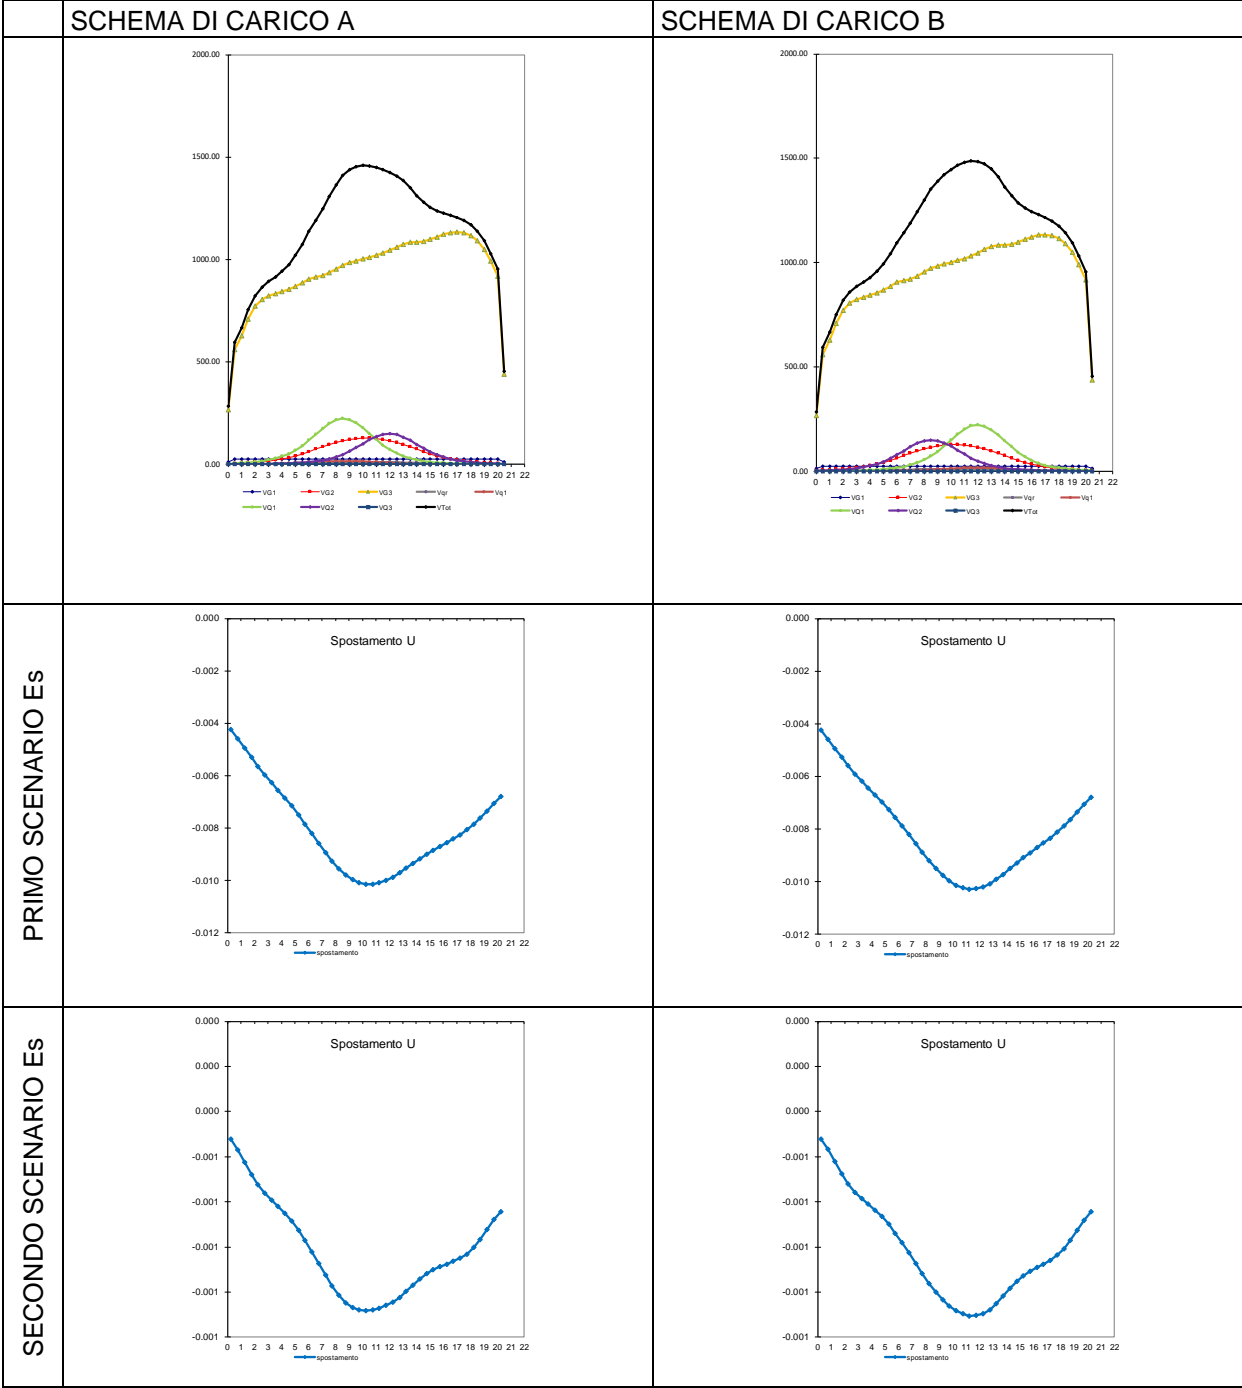 SCHEMA DI CARICO A
SCHEMA DI CARICO B
2000.00
1500.00
1000.00
500.00
0.00
0 1 2 3 4 5 6 7 8 9 10 11 12 13 14 15 16 17 18 19 20 21 22
VG1 VG2 VG3 Vqr Vq1
VQ1 VQ2 VQ3 VTot
2000.00
1500.00
1000.00
500.00
0.00
0 1 2 3 4 5 6 7 8 9 10 11 12 13 14 15 16 17 18 19 20 21 22
VG1 VG2 VG3 Vqr Vq1
VQ1 VQ2 VQ3 VTot
PRIMO SCENARIO Es
Spostamento U
0.000
-0.002
-0.004
-0.006
-0.008
-0.010
-0.012
0 1 2 3 4 5 6 7 8 9 10 11 12 13 14 15 16 17 18 19 20 21 22
spostamento
Spostamento U
0.000
-0.002
-0.004
-0.006
-0.008
-0.010
-0.012
0 1 2 3 4 5 6 7 8 9 10 11 12 13 14 15 16 17 18 19 20 21 22
spostamento
SECONDO SCENARIO Es
Spostamento U
0.000
0.000
0.000
-0.001
-0.001
-0.001
-0.001
-0.001
0 1 2 3 4 5 6 7 8 9 10 11 12 13 14 15 16 17 18 19 20 21 22
spostamento
Spostamento U
0.000
0.000
0.000
-0.001
-0.001
-0.001
-0.001
-0.001
0 1 2 3 4 5 6 7 8 9 10 11 12 13 14 15 16 17 18 19 20 21 22
spostamento